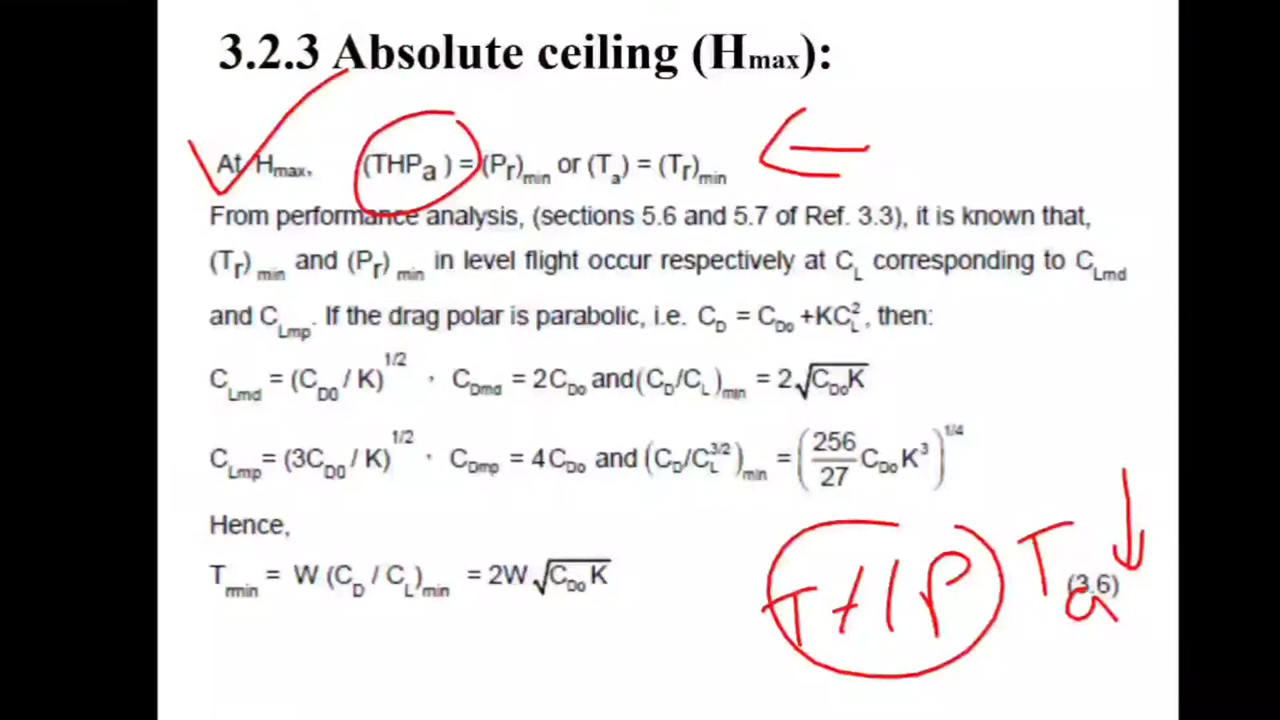 3.2.3 Absolute ceiling (Hmax):
At Hmax, (THPa) = (Pr)min or (Ta) = (Tr)min
From performance analysis, (sections 5.6 and 5.7 of Ref. 3.3), it is known that,
(Tr)min and (Pr)min in level flight occur respectively at CL corresponding to CLmd
and CLmp. If the drag polar is parabolic, i.e. CD = CDo +KCL², then:
CLmd = (CD0 / K)^1/2 , CDmd = 2CDo and (CD/CL)min = 2√CDoK
CLmp = (3CD0 / K)^1/2 , CDmp = 4CDo and (CD/CL^3/2)min = (256/27 CDoK³)^1/4
Hence,
Trmin = W (CD / CL)min = 2W √CDoK (3.6)
THP Ta ↓